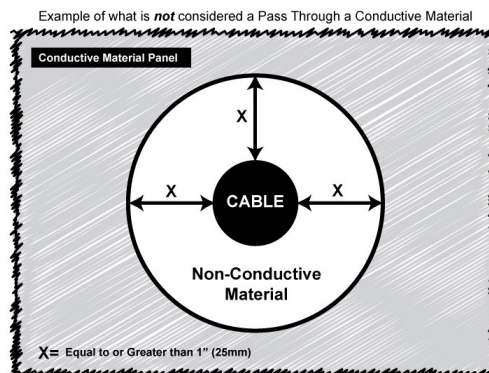 Example of what is not considered a Pass Through a Conductive Material
Conductive Material Panel
X
X
X
CABLE
Non-Conductive
Material
X= Equal to or Greater than 1" (25mm)